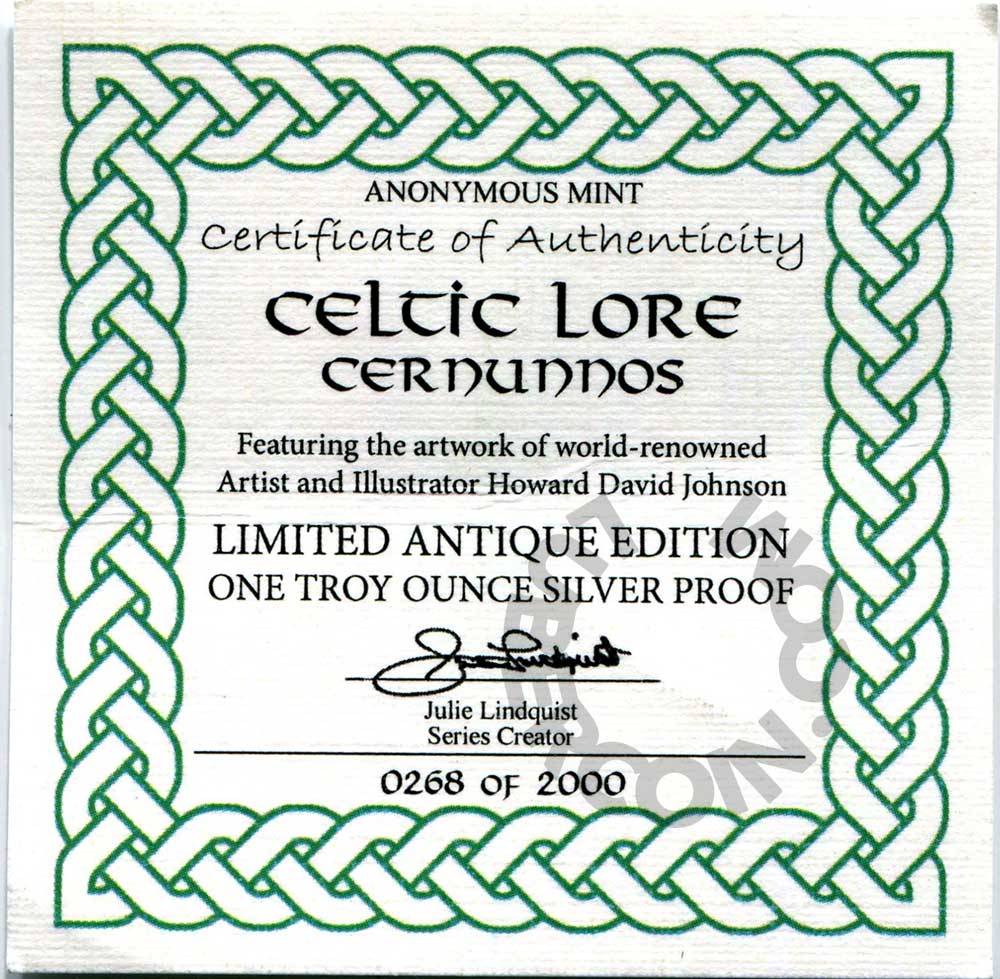 ANONYMOUS MINT
Certificate of Authenticity
CELTIC LORE
CERNUNNOS
Featuring the artwork of world-renowned
Artist and Illustrator Howard David Johnson
LIMITED ANTIQUE EDITION
ONE TROY OUNCE SILVER PROOF
Julie Lindquist
Series Creator
0268 OF 2000